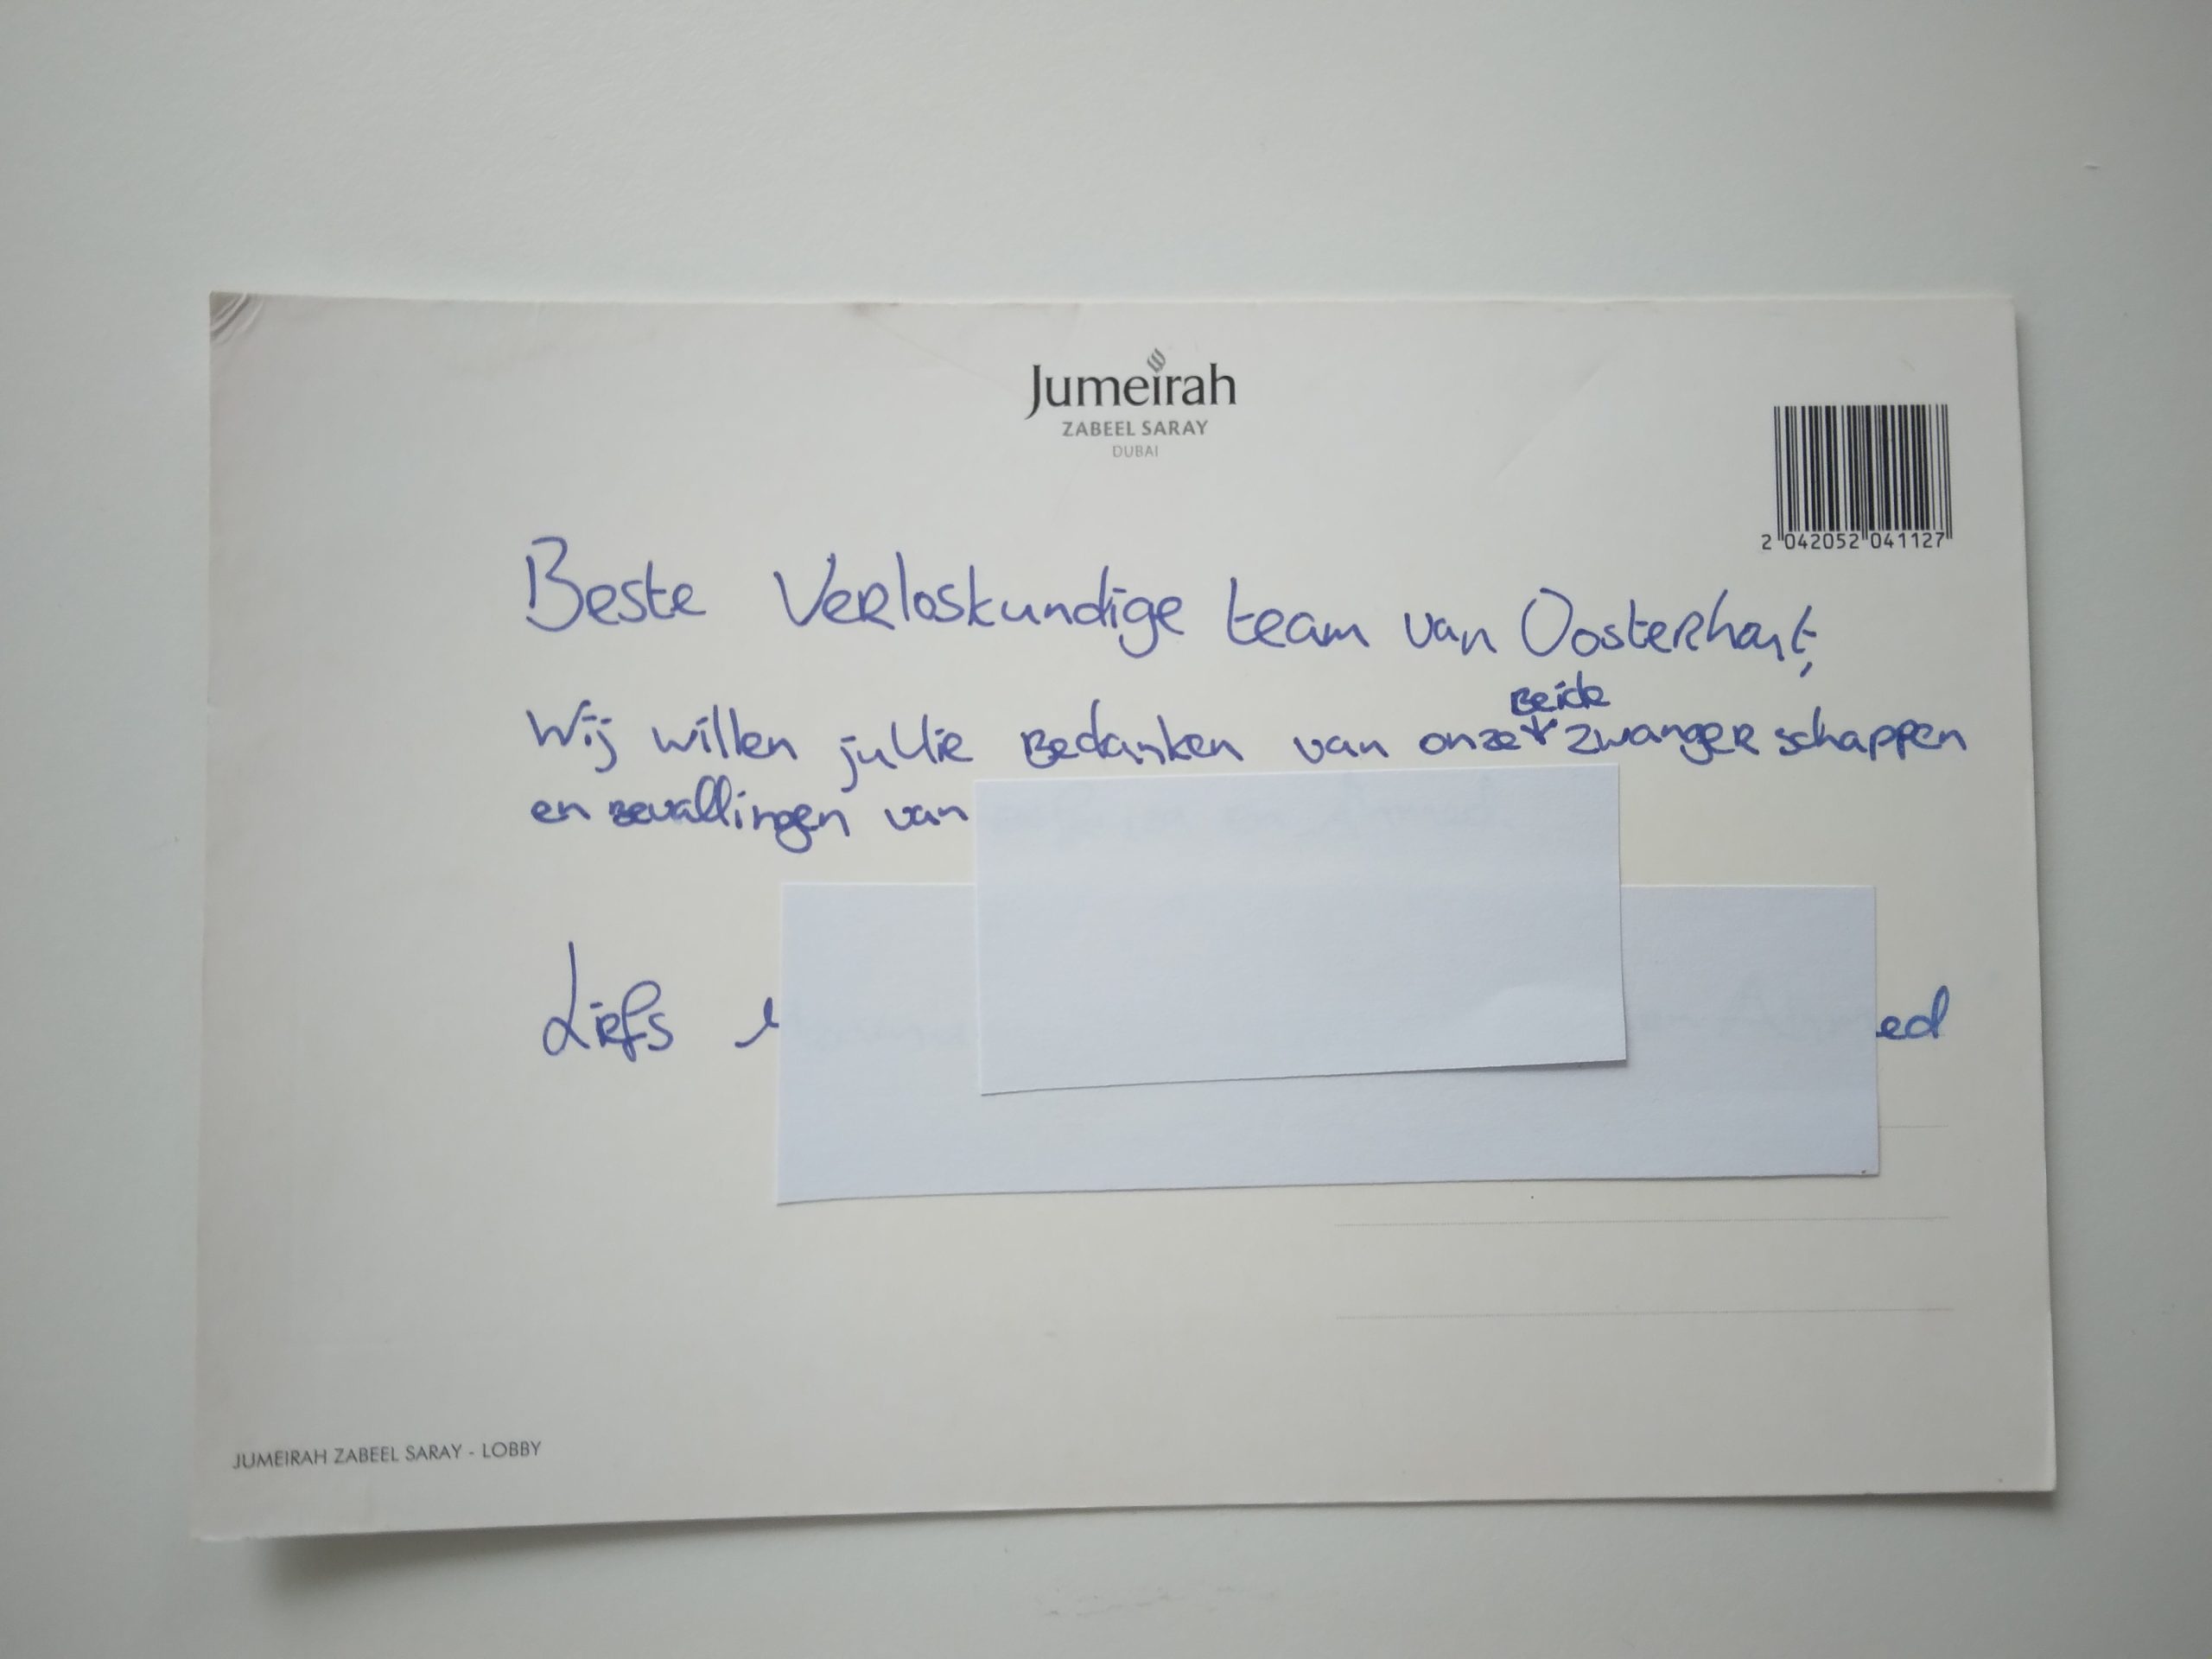 Jumeirah
ZABEEL SARAY
DUBAI
2 042052 041127
Beste Verloskundige team van Oosterhout,
Wij willen jullie Bedanken van onze beide zwangerschappen
en bevallingen van
Liefs
JUMEIRAH ZABEEL SARAY - LOBBY